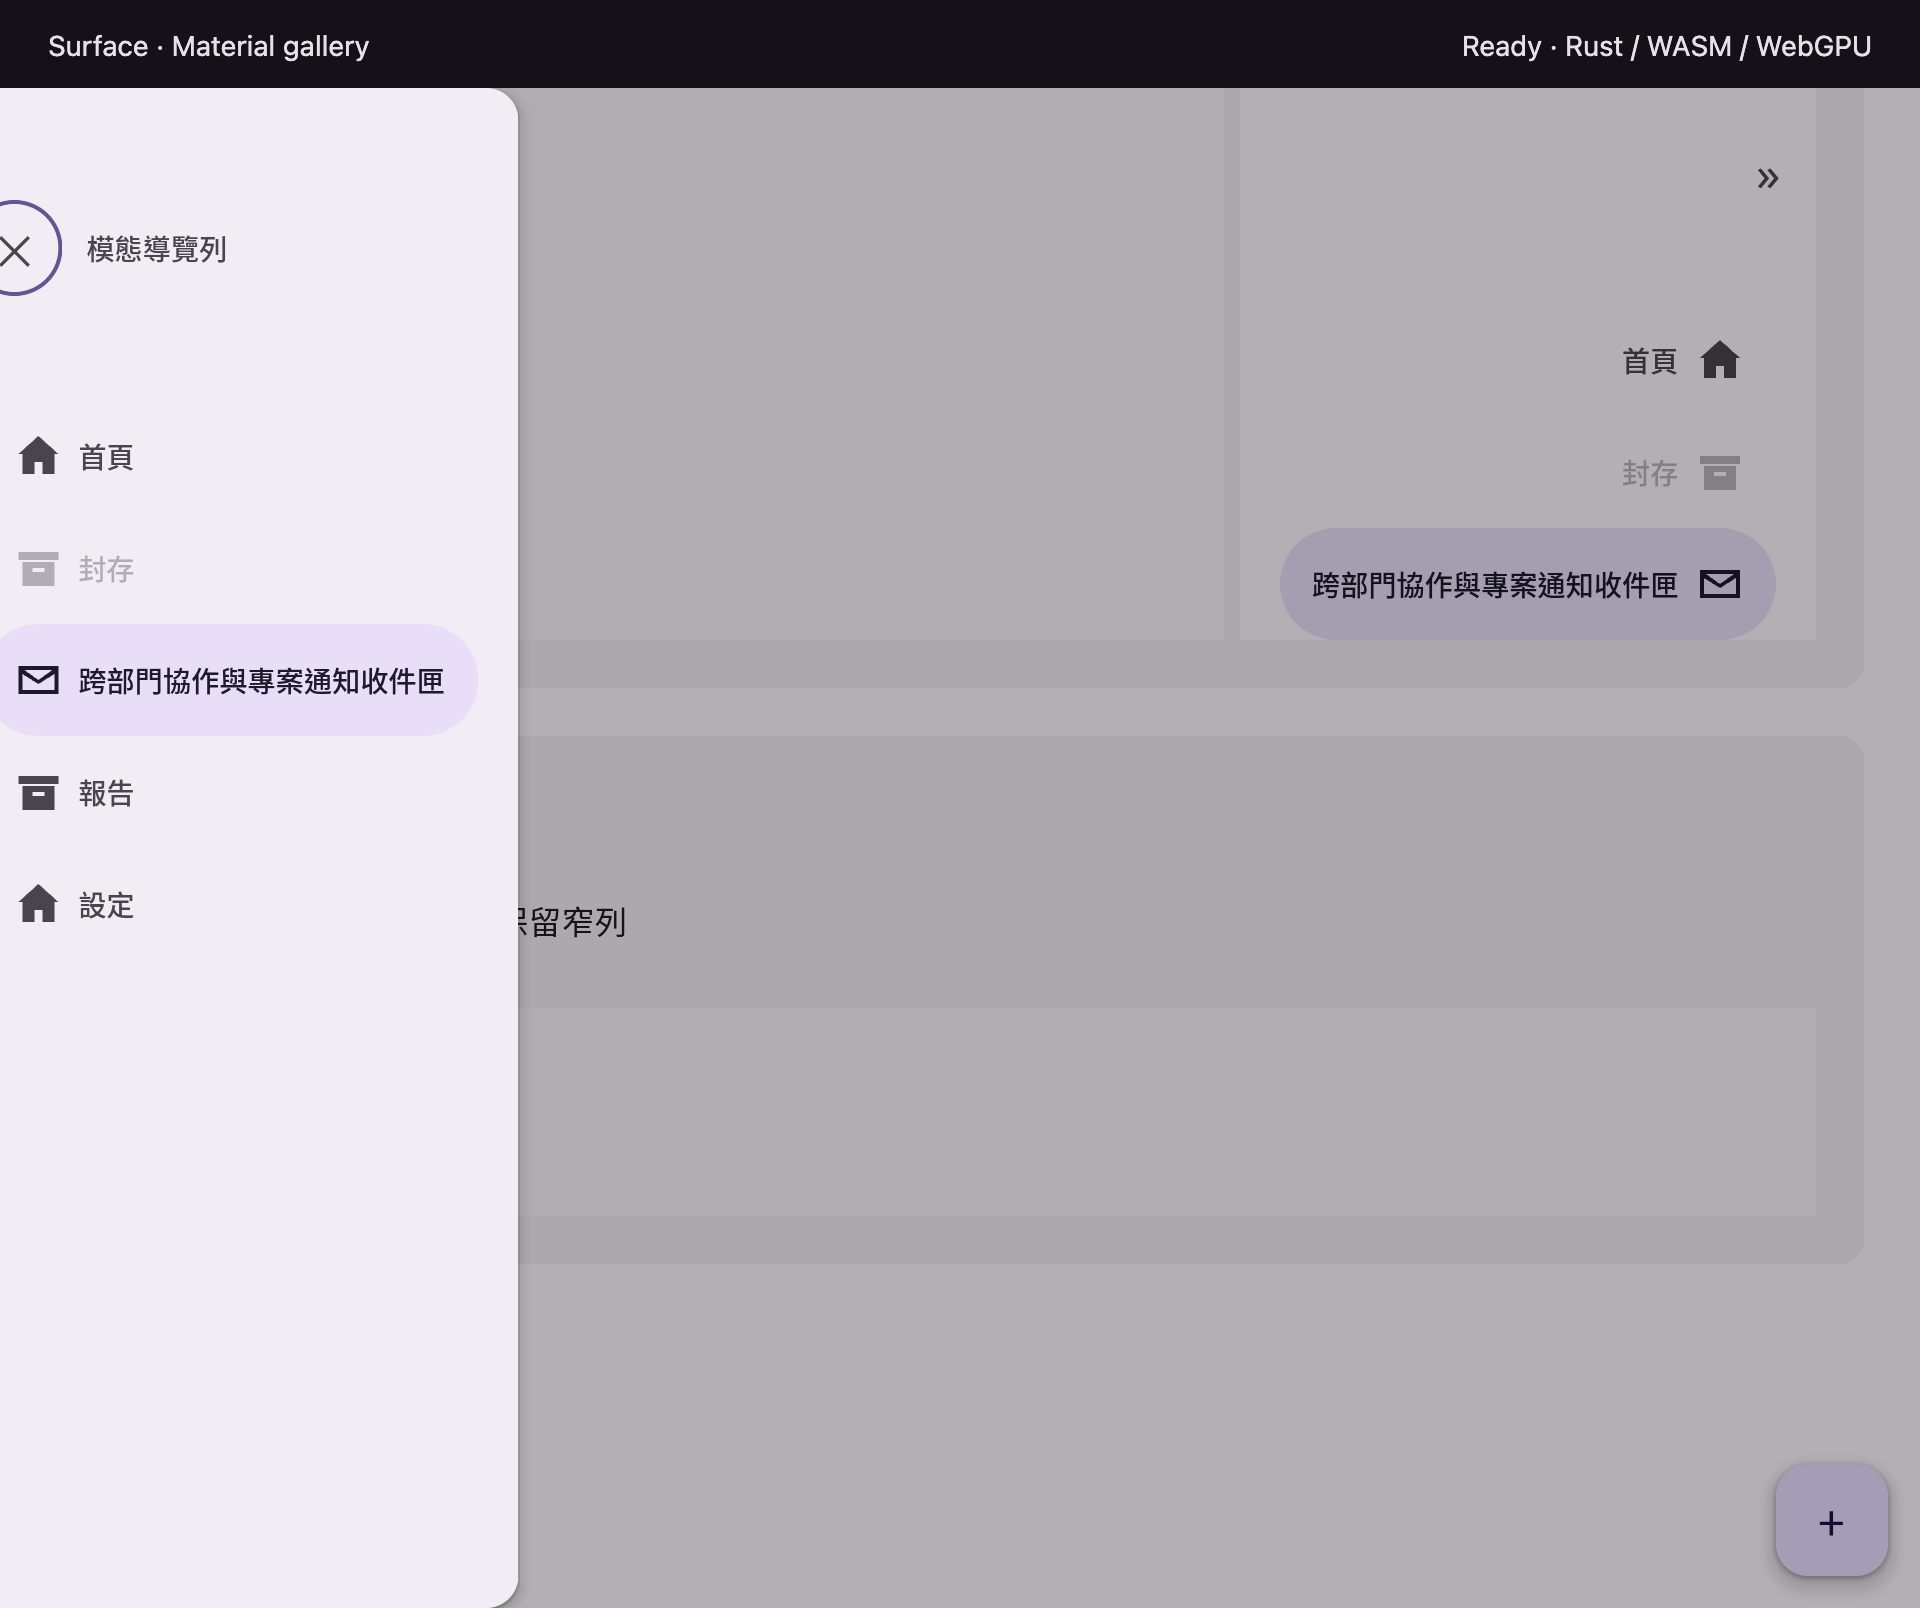 Surface · Material gallery
Ready · Rust / WASM / WebGPU
模態導覽列
首頁
封存
跨部門協作與專案通知收件匣
報告
設定
首頁
封存
跨部門協作與專案通知收件匣
留窄列